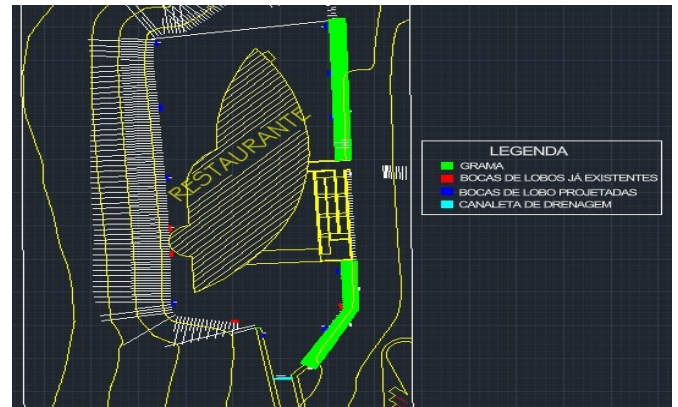 RESTAURANTE
LEGENDA
GRAMA
BOCAS DE LOBOS JÁ EXISTENTES
BOCAS DE LOBO PROJETADAS
CANALETA DE DRENAGEM